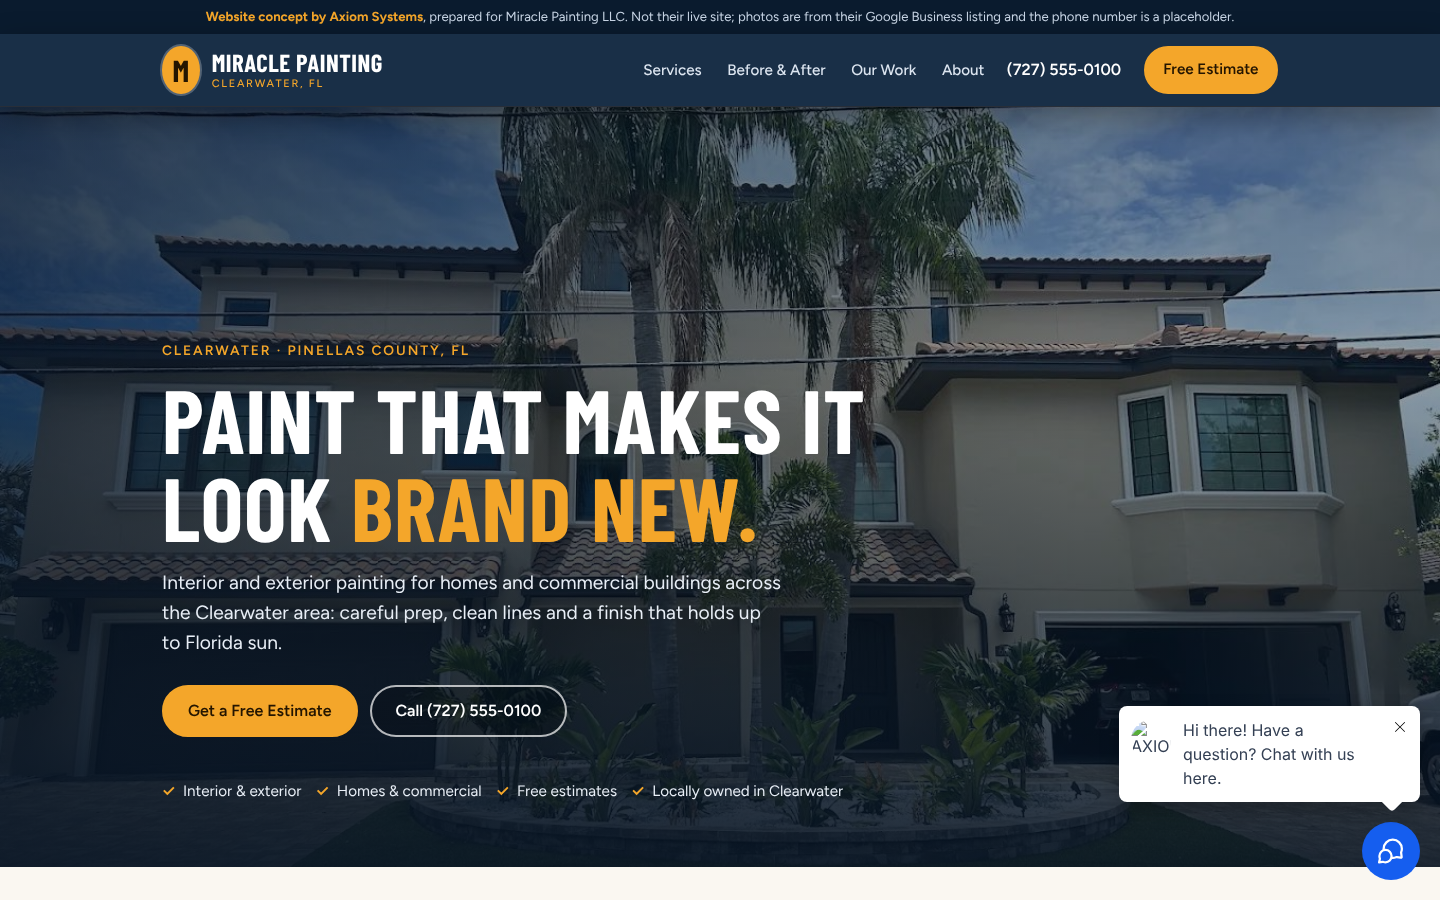 Website concept by Axiom Systems, prepared for Miracle Painting LLC. Not their live site; photos are from their Google Business listing and the phone number is a placeholder.
M
MIRACLE PAINTING
CLEARWATER, FL
Services
Before & After
Our Work
About
(727) 555-0100
Free Estimate
CLEARWATER · PINELLAS COUNTY, FL
PAINT THAT MAKES IT
LOOK BRAND NEW.
Interior and exterior painting for homes and commercial buildings across
the Clearwater area: careful prep, clean lines and a finish that holds up
to Florida sun.
Get a Free Estimate
Call (727) 555-0100
Interior & exterior
Homes & commercial
Free estimates
Locally owned in Clearwater
AXIO
Hi there! Have a
question? Chat with us
here.